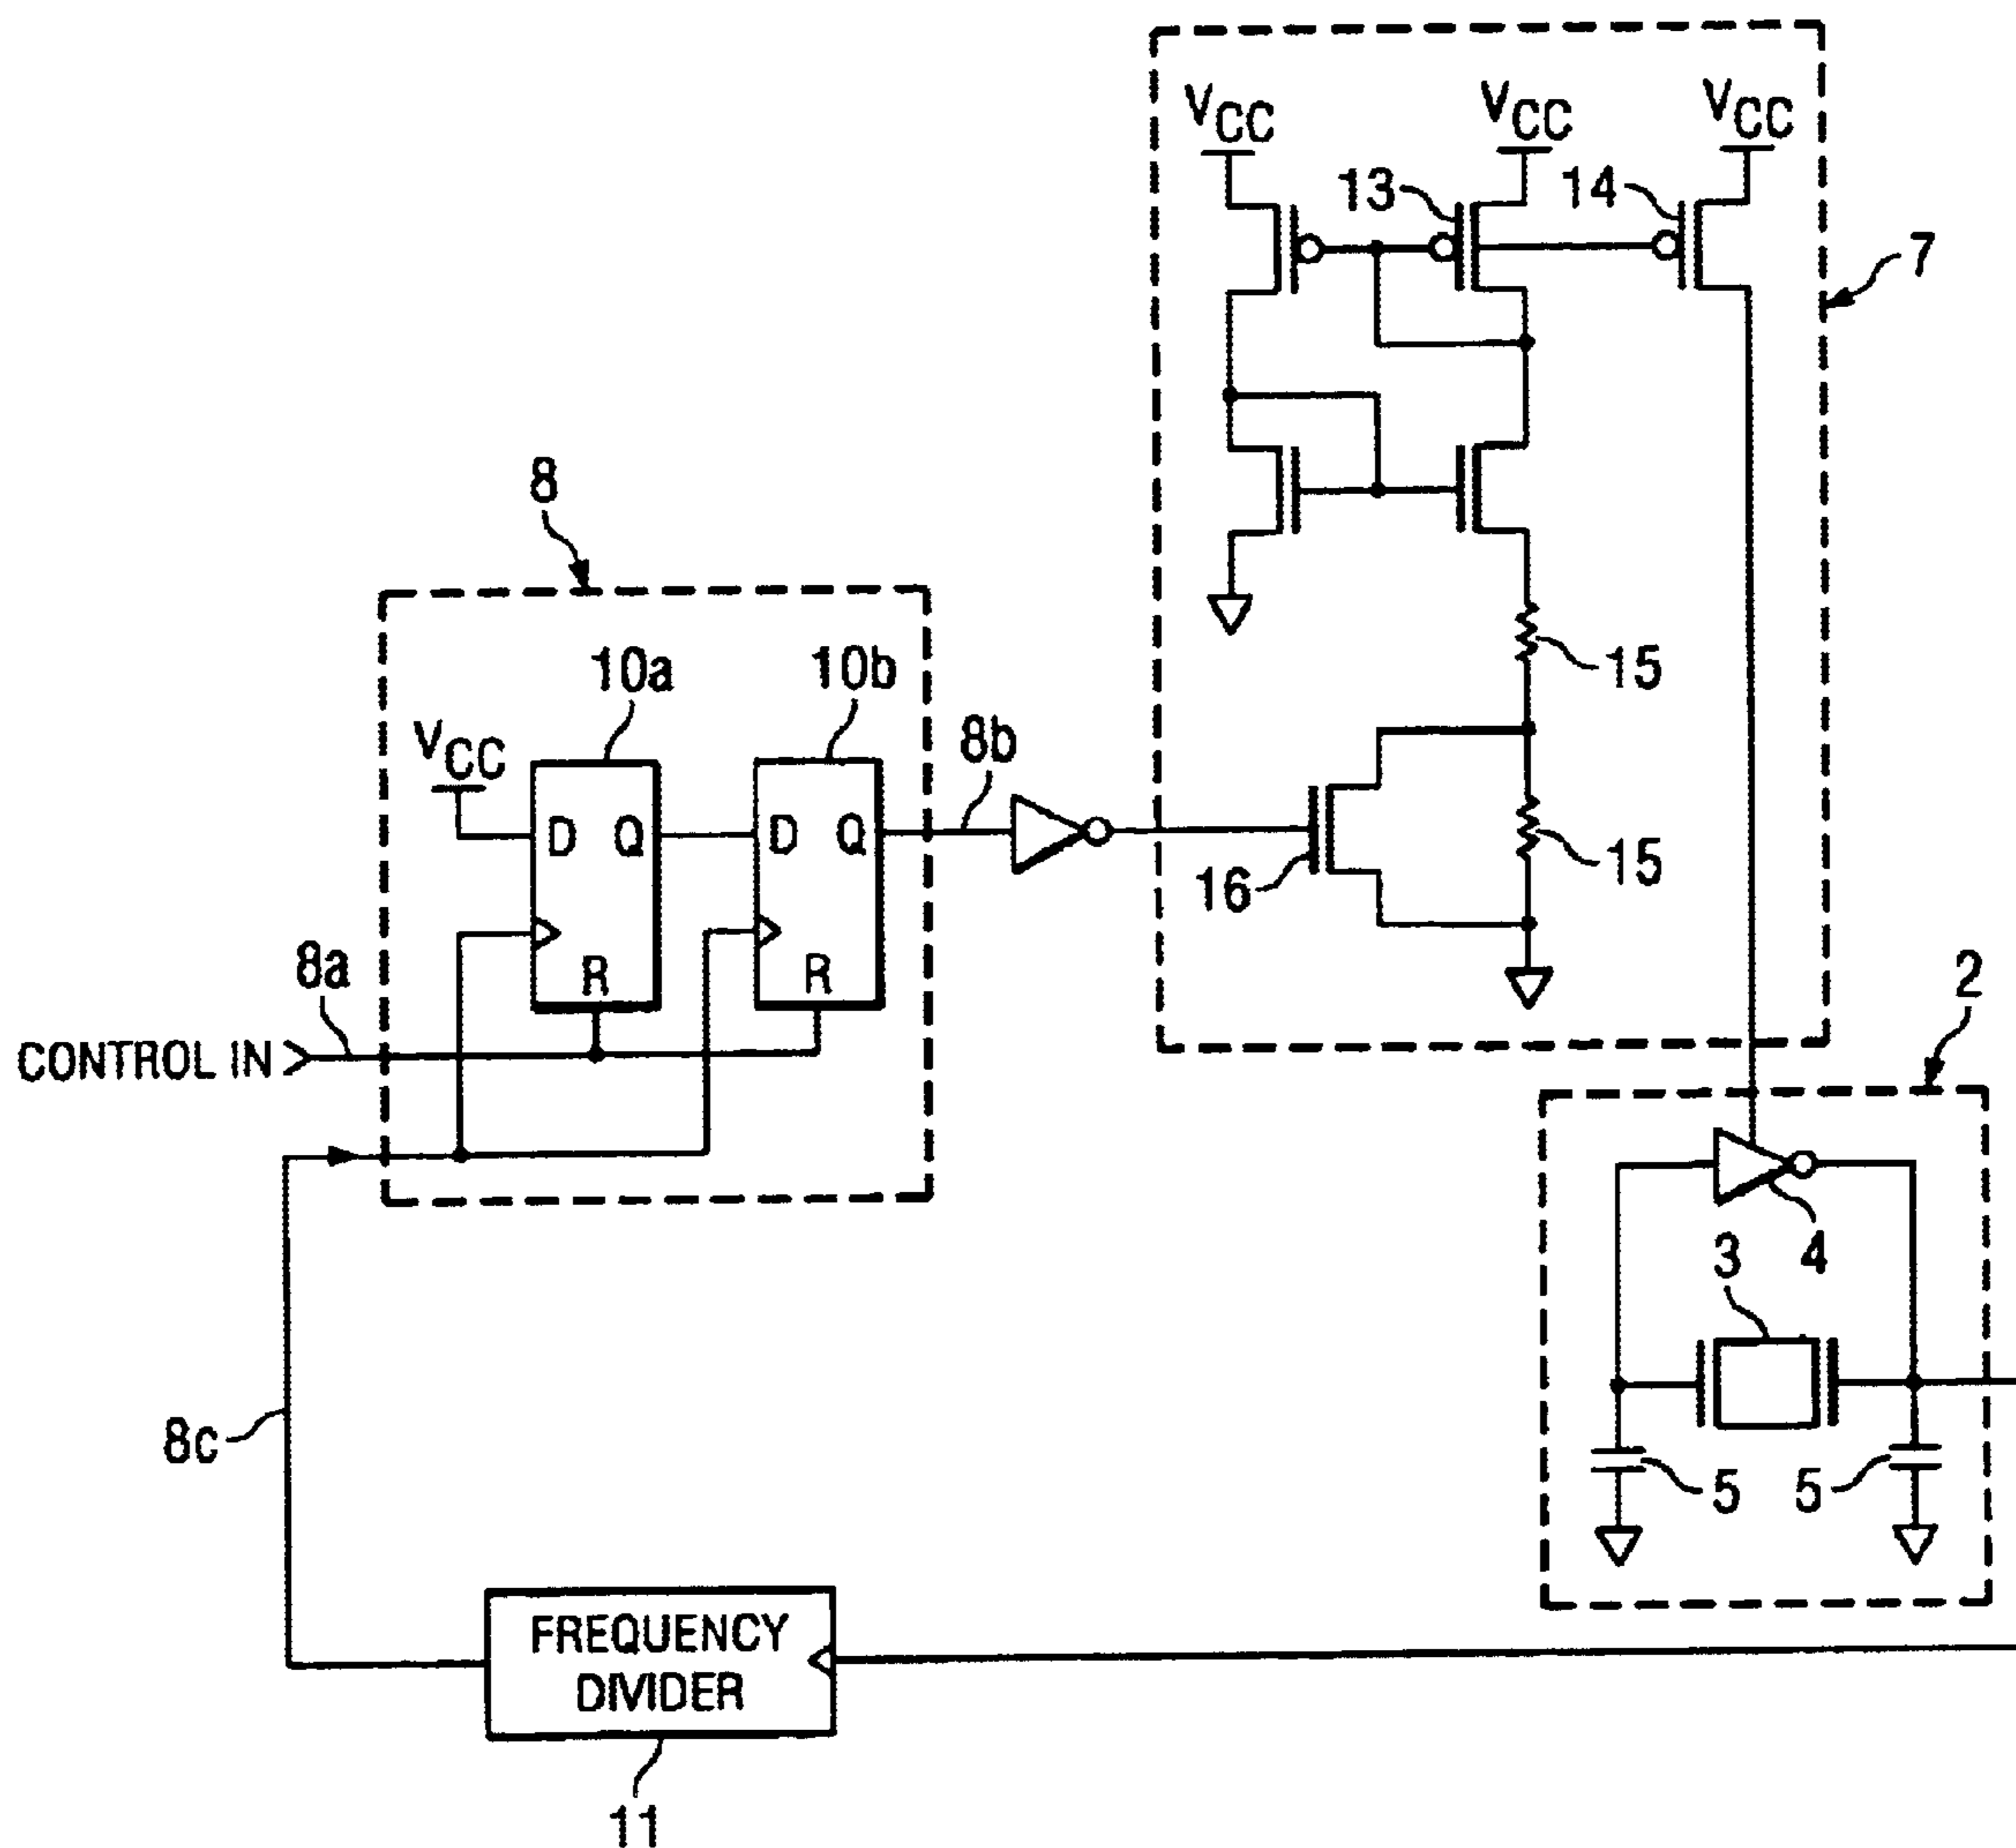 VCC
VCC
VCC
13
14
7
8
10a
10b
15
VCC
8b
D
Q
D
Q
15
16
R
R
8a
2
CONTROL IN
3
4
8c
5
5
FREQUENCY
DIVIDER
11